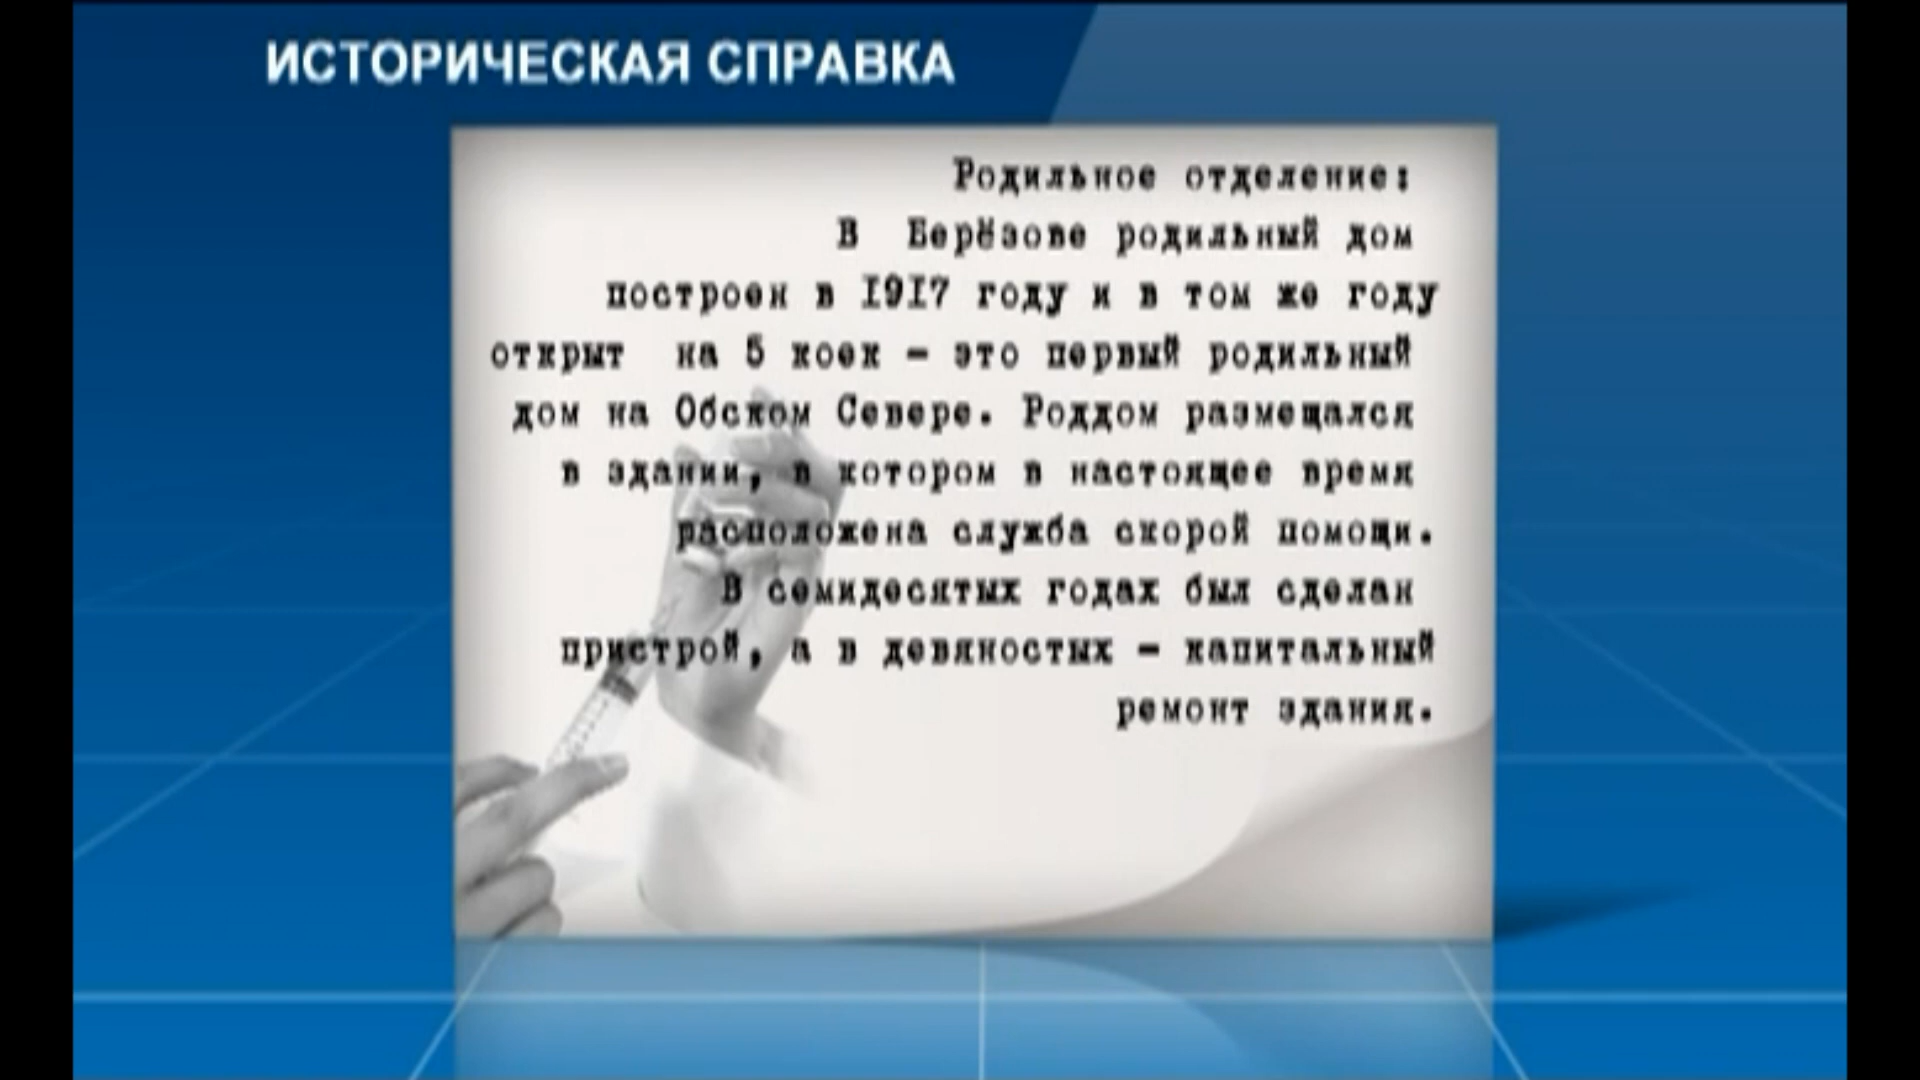 ИСТОРИЧЕСКАЯ СПРАВКА
Родильное отделение:
В Берёзове родильный дом
построен в 1917 году и в том же году
открыт на 5 коек – это первый родильный
дом на Обском Севере. Роддом размещался
в здании, в котором в настоящее время
расположена служба скорой помощи.
В семидесятых годах был сделан
пристрой, а в девяностых – капитальный
ремонт здания.